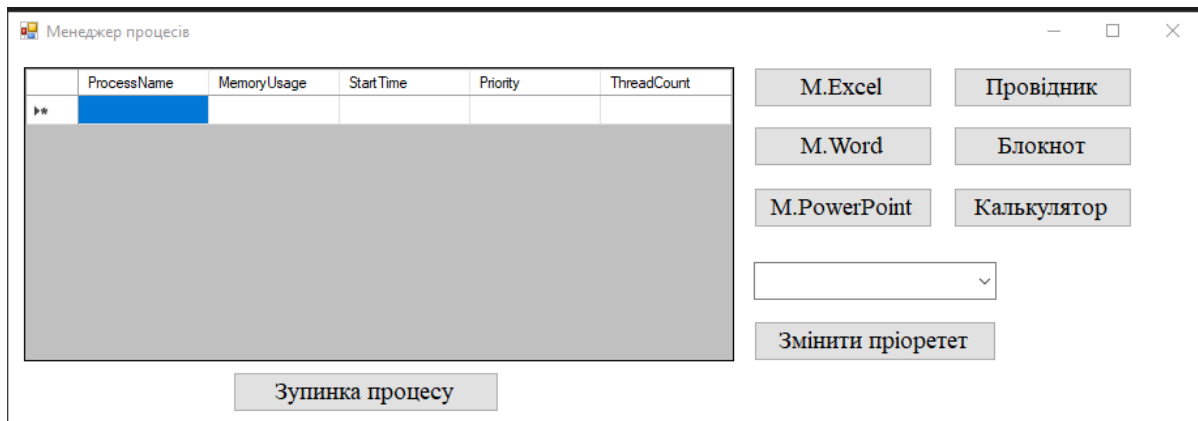 Менеджер процесів
ProcessName MemoryUsage StartTime Priority ThreadCount
M.Excel Провідник
M.Word Блокнот
M.PowerPoint Калькулятор
Змінити пріоретет
Зупинка процесу